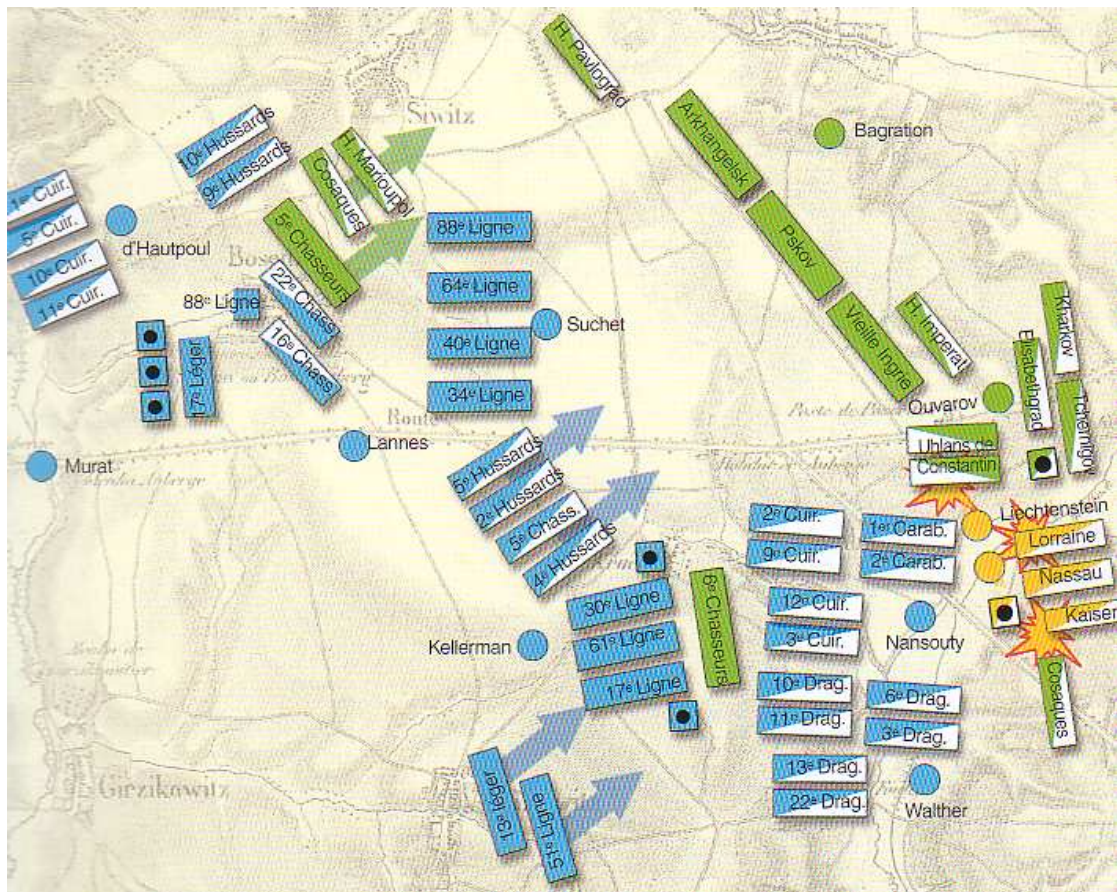 H. Pavlograd
Siwitz
Arkhangelsk
Bagration
10e Hussards
9e Hussards
Cosaques
H. Marioupol
1er Cuir.
5e Cuir.
10e Cuir.
11e Cuir.
d'Hautpoul
5e Chasseurs
22e Chass.
16e Chass.
88e Ligne
88e Ligne
64e Ligne
40e Ligne
34e Ligne
Suchet
Pskov
Vieille Ingrie
H. Imperat.
Elisabethgrad
Kharkov
Tchernigov
Ouvarov
Uhlans de
Constantin
17e Léger
Route
Lannes
Murat
5e Hussards
2e Hussards
5e Chass.
4e Hussards
2e Cuir.
9e Cuir.
1er Carab.
2e Carab.
Liechtenstein
Lorraine
Nassau
Kaiser
12e Cuir.
3e Cuir.
Nansouty
30e Ligne
61e Ligne
17e Ligne
6e Chasseurs
Kellerman
10e Drag.
11e Drag.
6e Drag.
3e Drag.
Cosaques
13e Drag.
22e Drag.
Walther
Girzikowitz
13e léger
51e Ligne